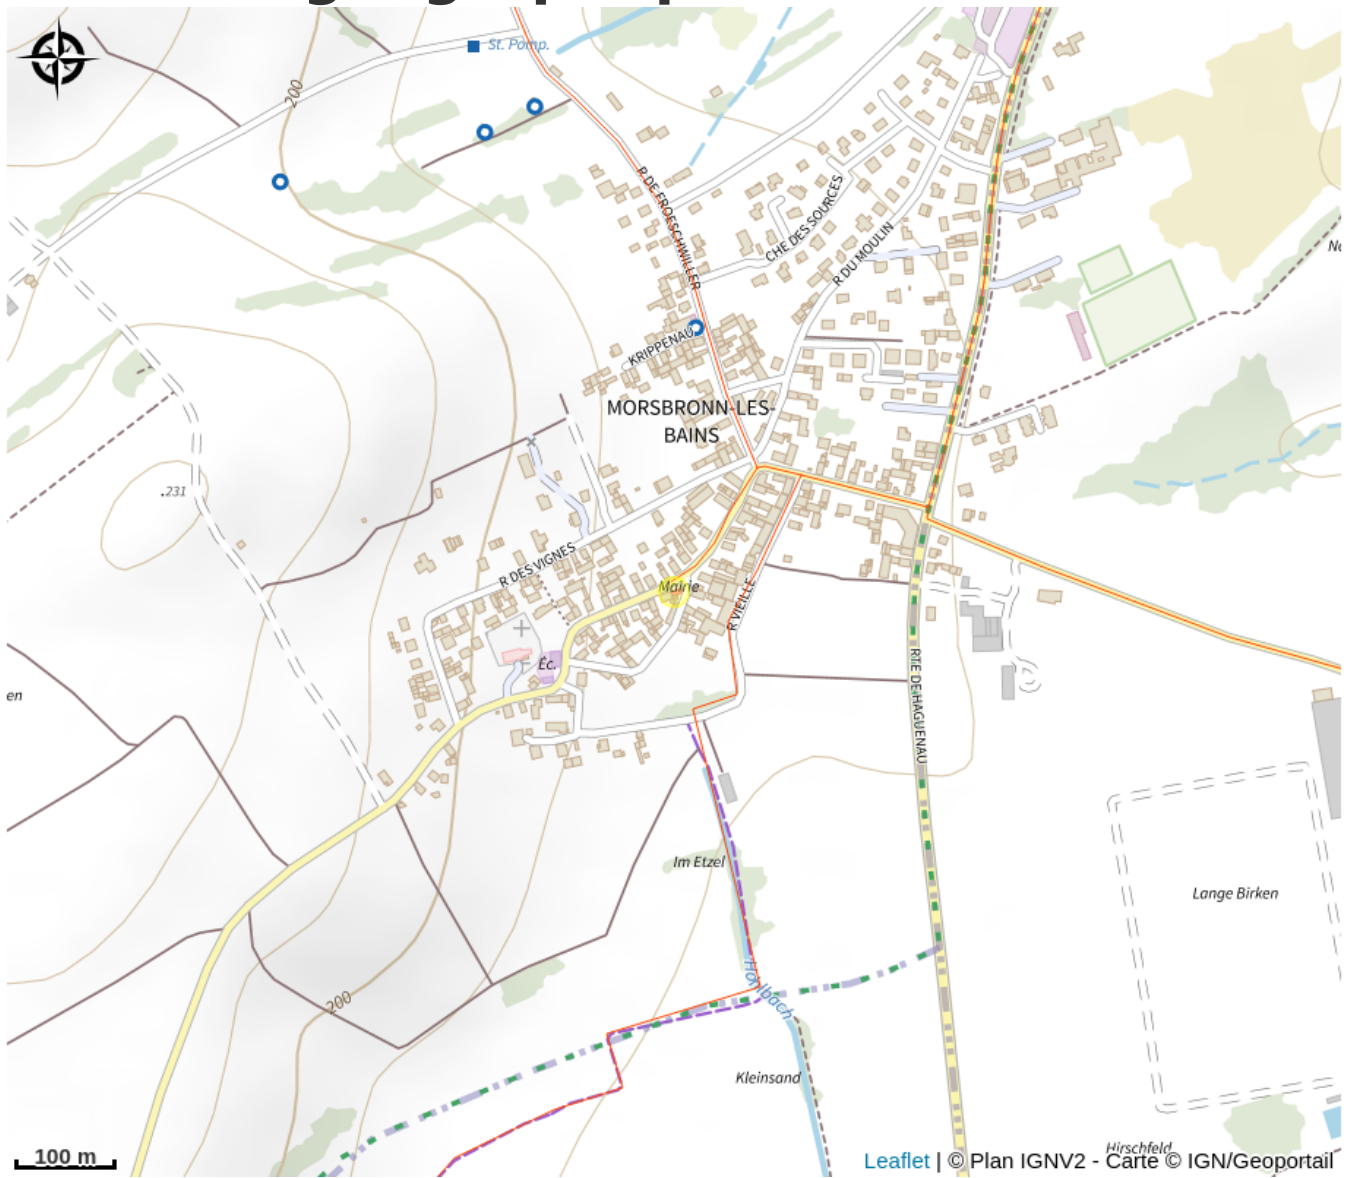 St. Pomp.
200
R DE FROESCHWILLER
CHE DES SOURCES
R DU MOULIN
KRIPPENAU
MORSBRONN-LES-
BAINS
.231
R DES VIGNES
Mairie
R VIEILLE
Éc.
RTE DE HAGUENAU
en
Im Etzel
Lange Birken
Hohlbach
200
Kleinsand
Hirschfeld
100 m
Leaflet | © Plan IGNV2 - Carte © IGN/Geoportail